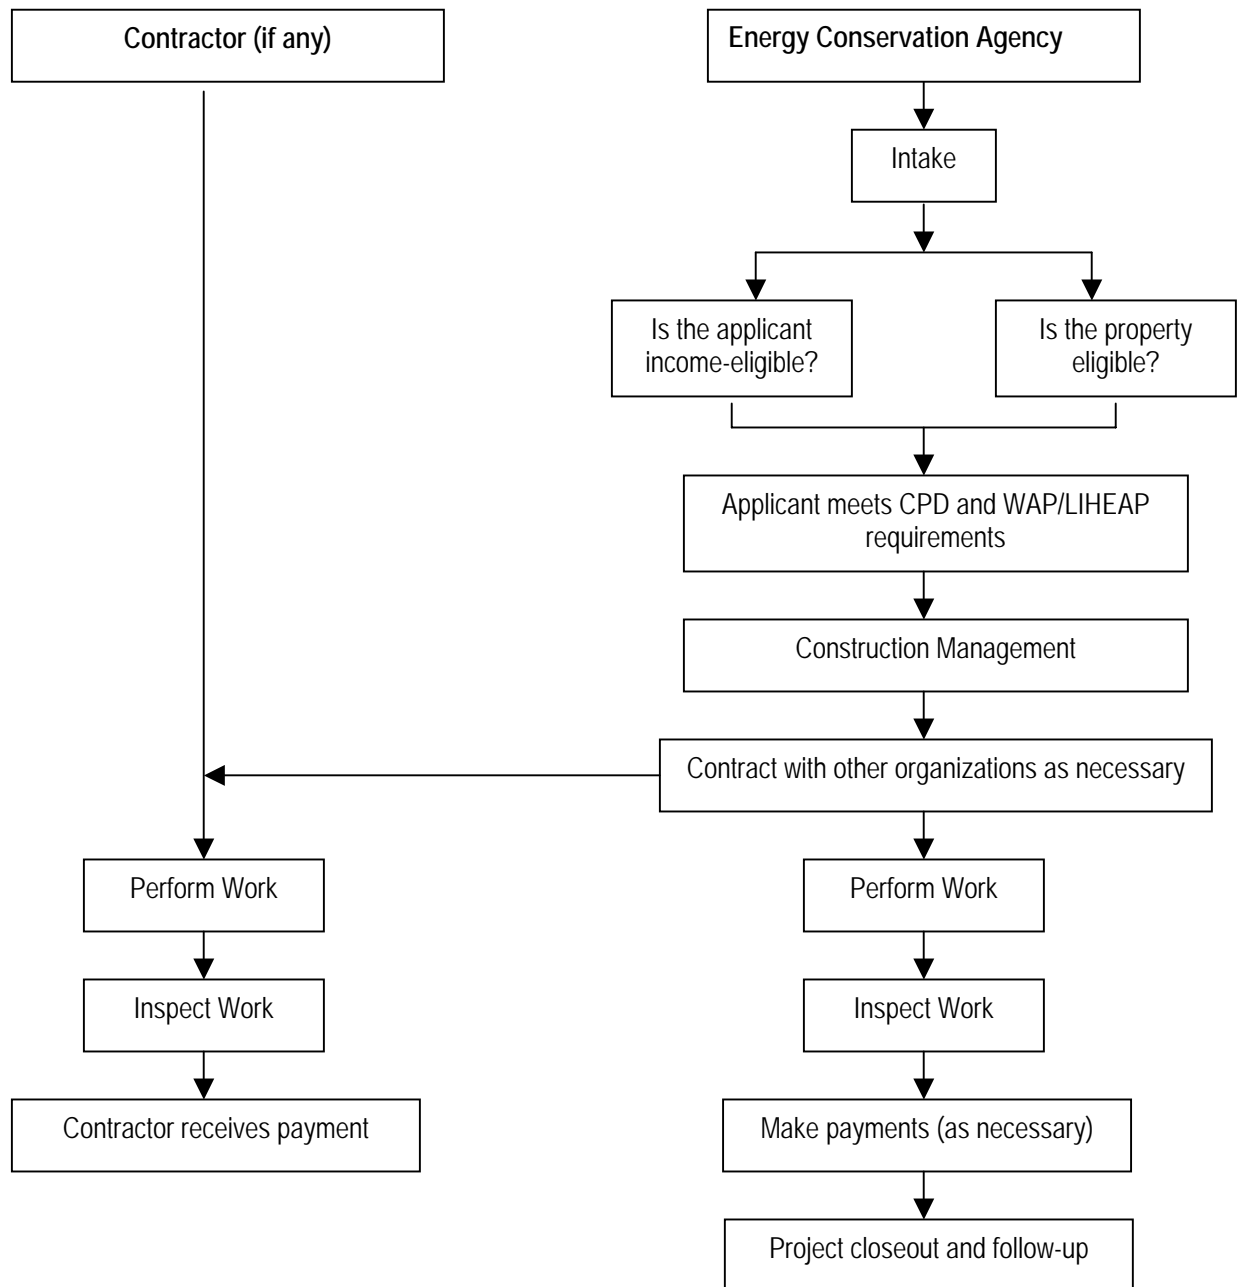 Contractor (if any)
Energy Conservation Agency
Intake
Is the applicant
income-eligible?
Is the property
eligible?
Applicant meets CPD and WAP/LIHEAP
requirements
Construction Management
Contract with other organizations as necessary
Perform Work
Perform Work
Inspect Work
Inspect Work
Contractor receives payment
Make payments (as necessary)
Project closeout and follow-up